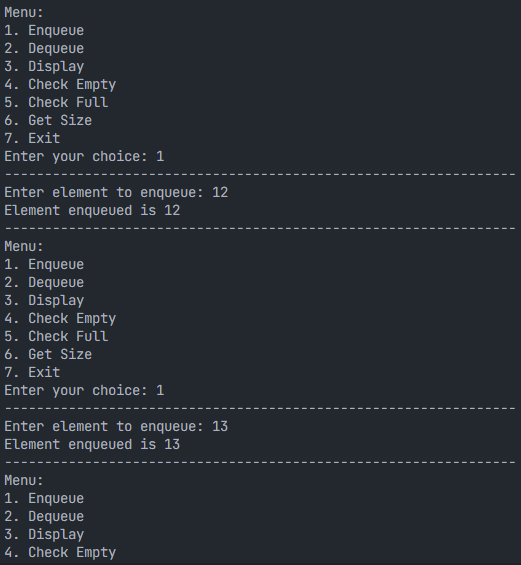 Menu:
1. Enqueue
2. Dequeue
3. Display
4. Check Empty
5. Check Full
6. Get Size
7. Exit
Enter your choice: 1
----------------------------------------------------------------
Enter element to enqueue: 12
Element enqueued is 12
----------------------------------------------------------------
Menu:
1. Enqueue
2. Dequeue
3. Display
4. Check Empty
5. Check Full
6. Get Size
7. Exit
Enter your choice: 1
----------------------------------------------------------------
Enter element to enqueue: 13
Element enqueued is 13
----------------------------------------------------------------
Menu:
1. Enqueue
2. Dequeue
3. Display
4. Check Empty